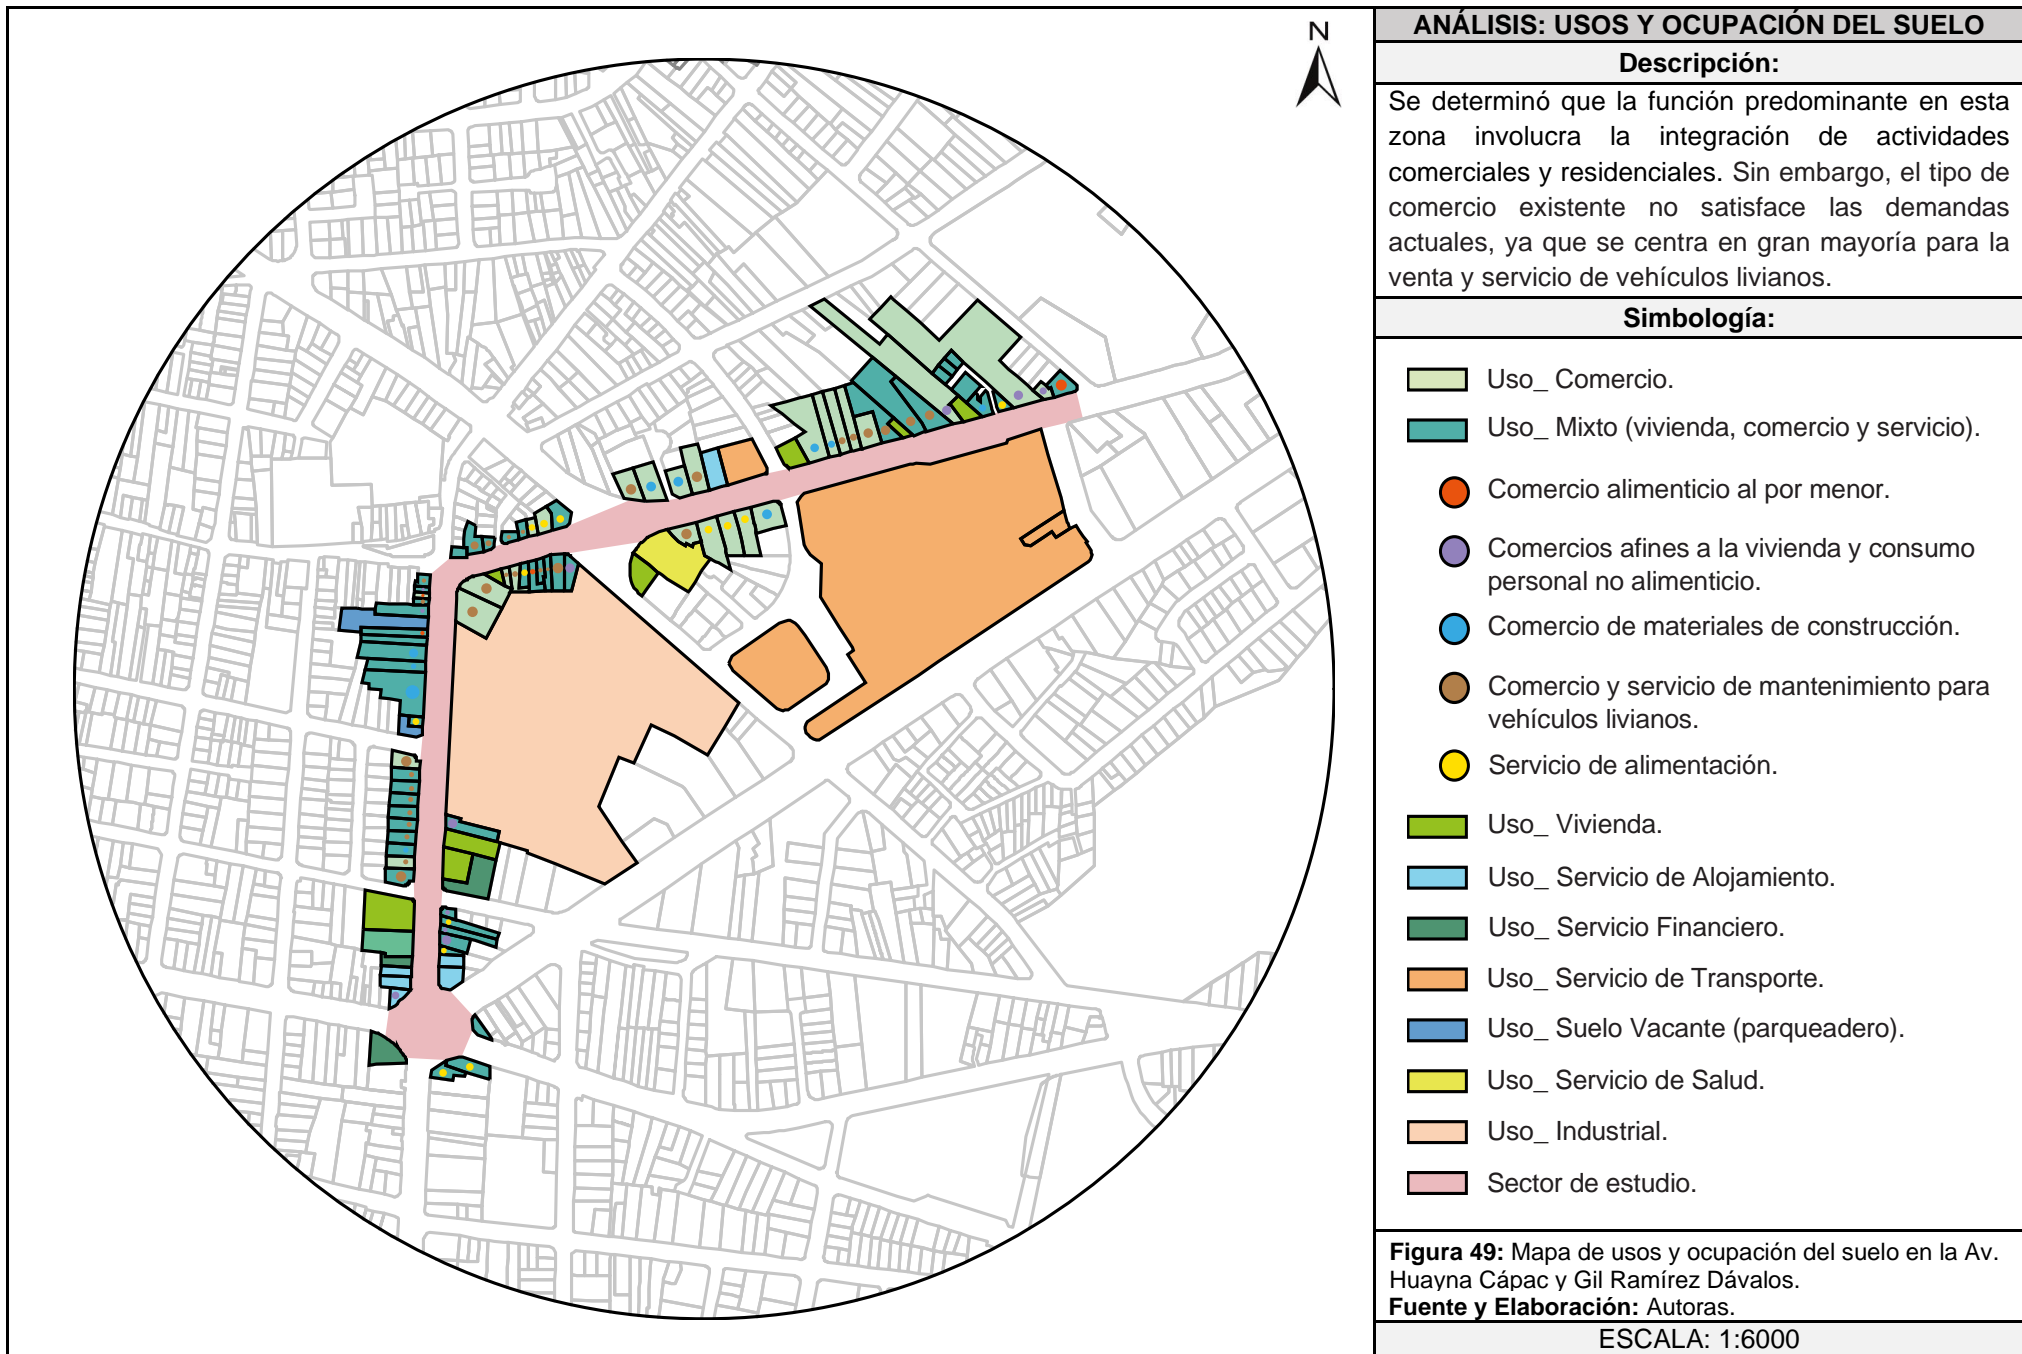 N
ANÁLISIS: USOS Y OCUPACIÓN DEL SUELO
Descripción:
Se determinó que la función predominante en esta
zona involucra la integración de actividades
comerciales y residenciales. Sin embargo, el tipo de
comercio existente no satisface las demandas
actuales, ya que se centra en gran mayoría para la
venta y servicio de vehículos livianos.
Simbología:
Uso_ Comercio.
Uso_ Mixto (vivienda, comercio y servicio).
Comercio alimenticio al por menor.
Comercios afines a la vivienda y consumo
personal no alimenticio.
Comercio de materiales de construcción.
Comercio y servicio de mantenimiento para
vehículos livianos.
Servicio de alimentación.
Uso_ Vivienda.
Uso_ Servicio de Alojamiento.
Uso_ Servicio Financiero.
Uso_ Servicio de Transporte.
Uso_ Suelo Vacante (parqueadero).
Uso_ Servicio de Salud.
Uso_ Industrial.
Sector de estudio.
Figura 49: Mapa de usos y ocupación del suelo en la Av.
Huayna Cápac y Gil Ramírez Dávalos.
Fuente y Elaboración: Autoras.
ESCALA: 1:6000